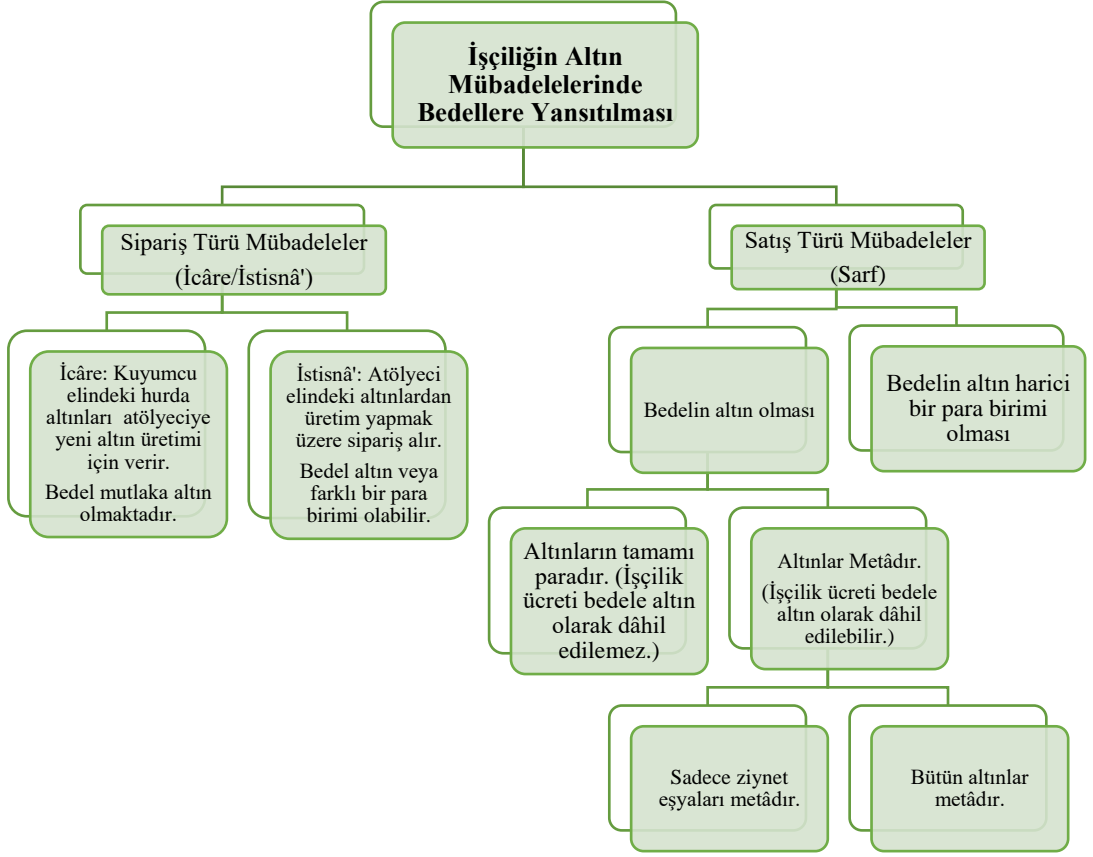 İşçiliğin Altın
Mübadelelerinde
Bedellere Yansıtılması
Sipariş Türü Mübadeleler
(İcâre/İstisnâ')
Satış Türü Mübadeleler
(Sarf)
İcâre: Kuyumcu
elindeki hurda
altınları atölyeciye
yeni altın üretimi
için verir.
Bedel mutlaka altın
olmaktadır.
İstisnâ': Atölyeci
elindeki altınlardan
üretim yapmak
üzere sipariş alır.
Bedel altın veya
farklı bir para
birimi olabilir.
Bedelin altın olması
Bedelin altın harici
bir para birimi
olması
Altınların tamamı
paradır. (İşçilik
ücreti bedele altın
olarak dâhil
edilemez.)
Altınlar Metâdır.
(İşçilik ücreti bedele
altın olarak dâhil
edilebilir.)
Sadece ziynet
eşyaları metâdır.
Bütün altınlar
metâdır.